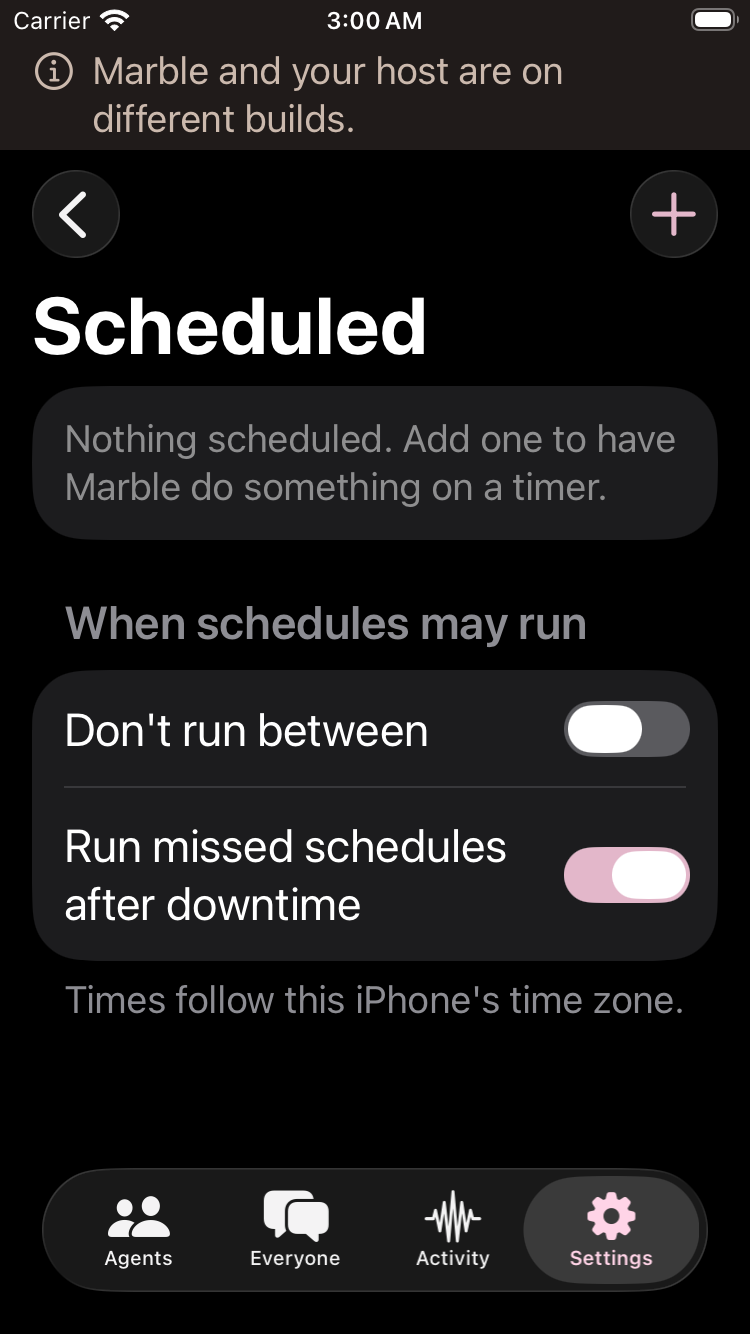 Carrier 3:00 AM
Marble and your host are on
different builds.
Scheduled
Nothing scheduled. Add one to have
Marble do something on a timer.
When schedules may run
Don't run between
Run missed schedules
after downtime
Times follow this iPhone's time zone.
Agents Everyone Activity Settings